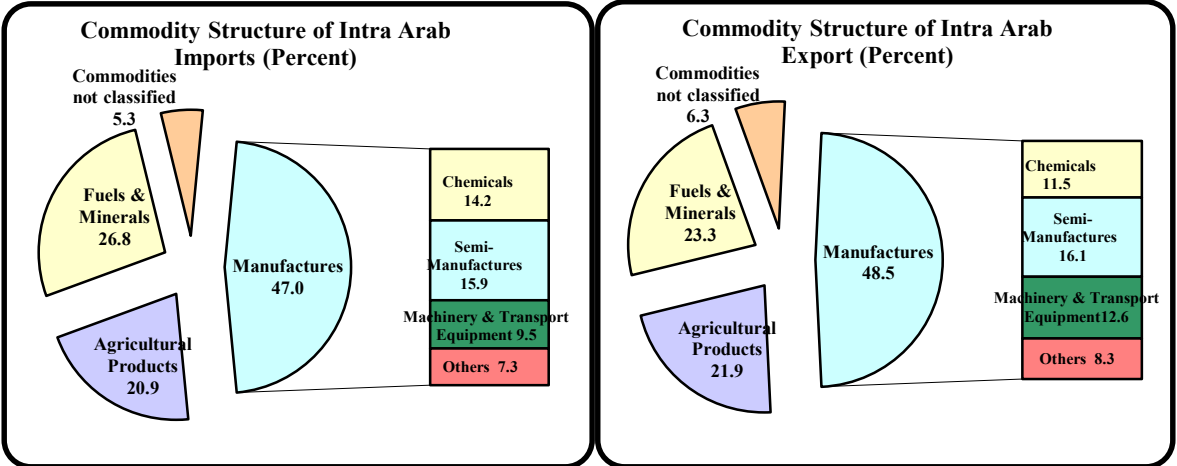 Commodity Structure of Intra Arab
Imports (Percent)
Commodities
not classified
5.3
Fuels &
Minerals
26.8
Manufactures
47.0
Agricultural
Products
20.9
Chemicals
14.2
Semi-
Manufactures
15.9
Machinery & Transport
Equipment 9.5
Others 7.3
Commodity Structure of Intra Arab
Export (Percent)
Commodities
not classified
6.3
Fuels &
Minerals
23.3
Manufactures
48.5
Agricultural
Products
21.9
Chemicals
11.5
Semi-
Manufactures
16.1
Machinery & Transport
Equipment12.6
Others 8.3